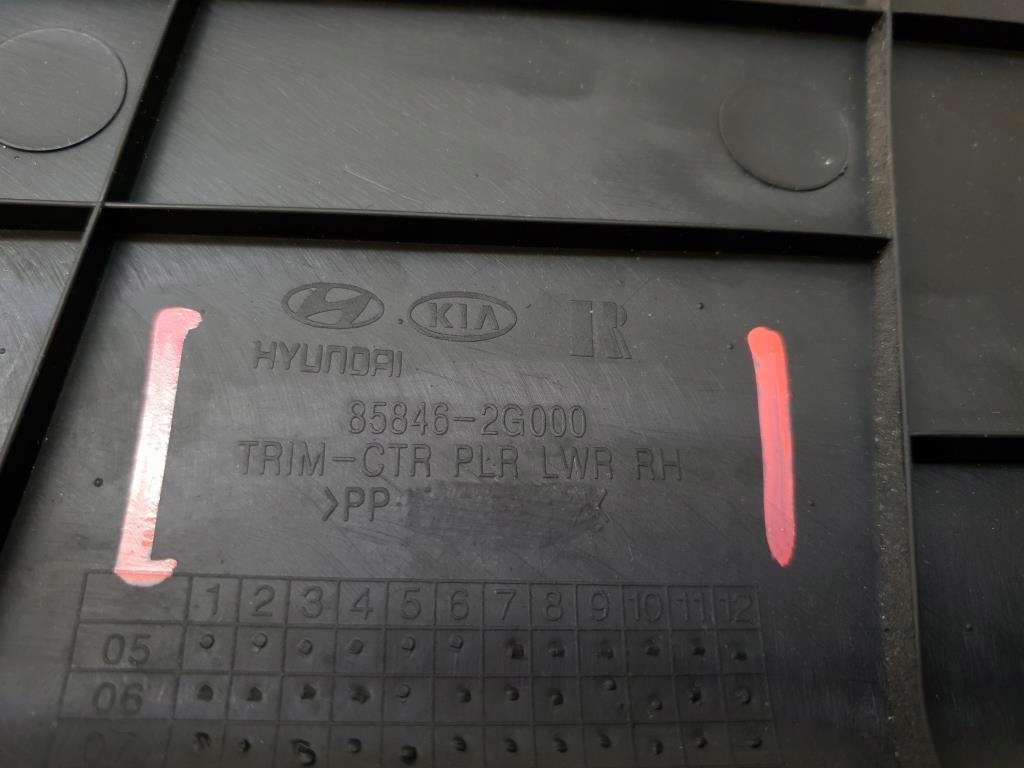 KIA R
HYUNDAI
85846-2G000
TRIM-CTR PLR LWR RH
>PP <
1 2 3 4 5 6 7 8 9 10 11 12
05
06
07